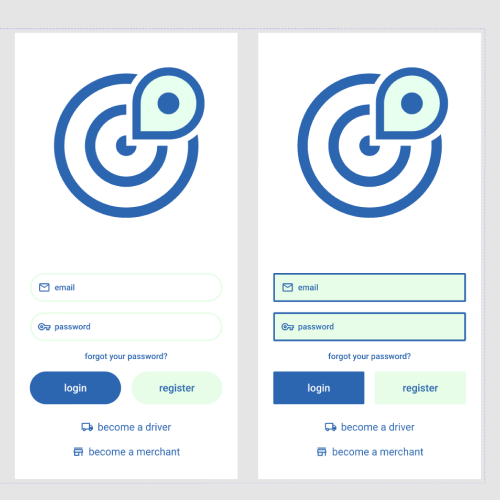 email
password
forgot your password?
login register
become a driver
become a merchant
email
password
forgot your password?
login register
become a driver
become a merchant